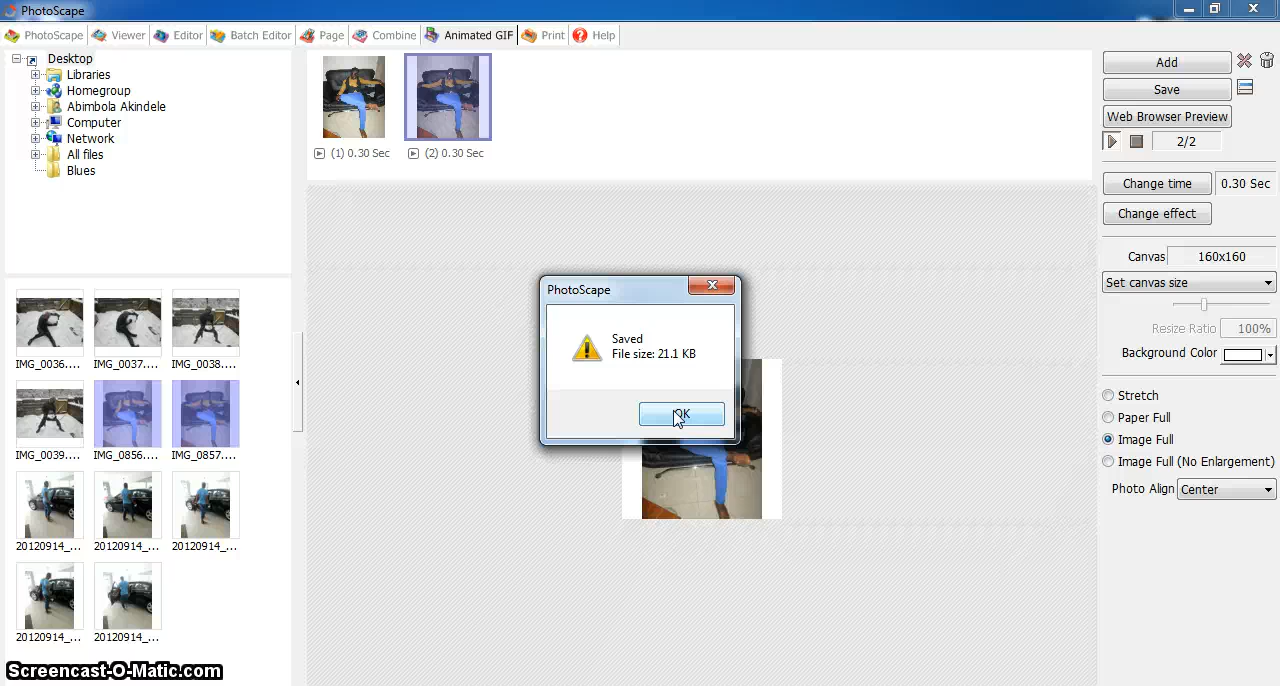 PhotoScape
PhotoScape Viewer Editor Batch Editor Page Combine Animated GIF Print Help
Desktop
Libraries
Homegroup
Abimbola Akindele
Computer
Network
All files
Blues
(1) 0.30 Sec (2) 0.30 Sec
IMG_0036.... IMG_0037.... IMG_0038....
IMG_0039.... IMG_0856.... IMG_0857....
20120914_... 20120914_... 20120914_...
20120914_... 20120914_...
PhotoScape
Saved
File size: 21.1 KB
OK
Add
Save
Web Browser Preview
2/2
Change time 0.30 Sec
Change effect
Canvas 160x160
Set canvas size
Resize Ratio 100%
Background Color
Stretch
Paper Full
Image Full
Image Full (No Enlargement)
Photo Align Center
Screencast-O-Matic.com